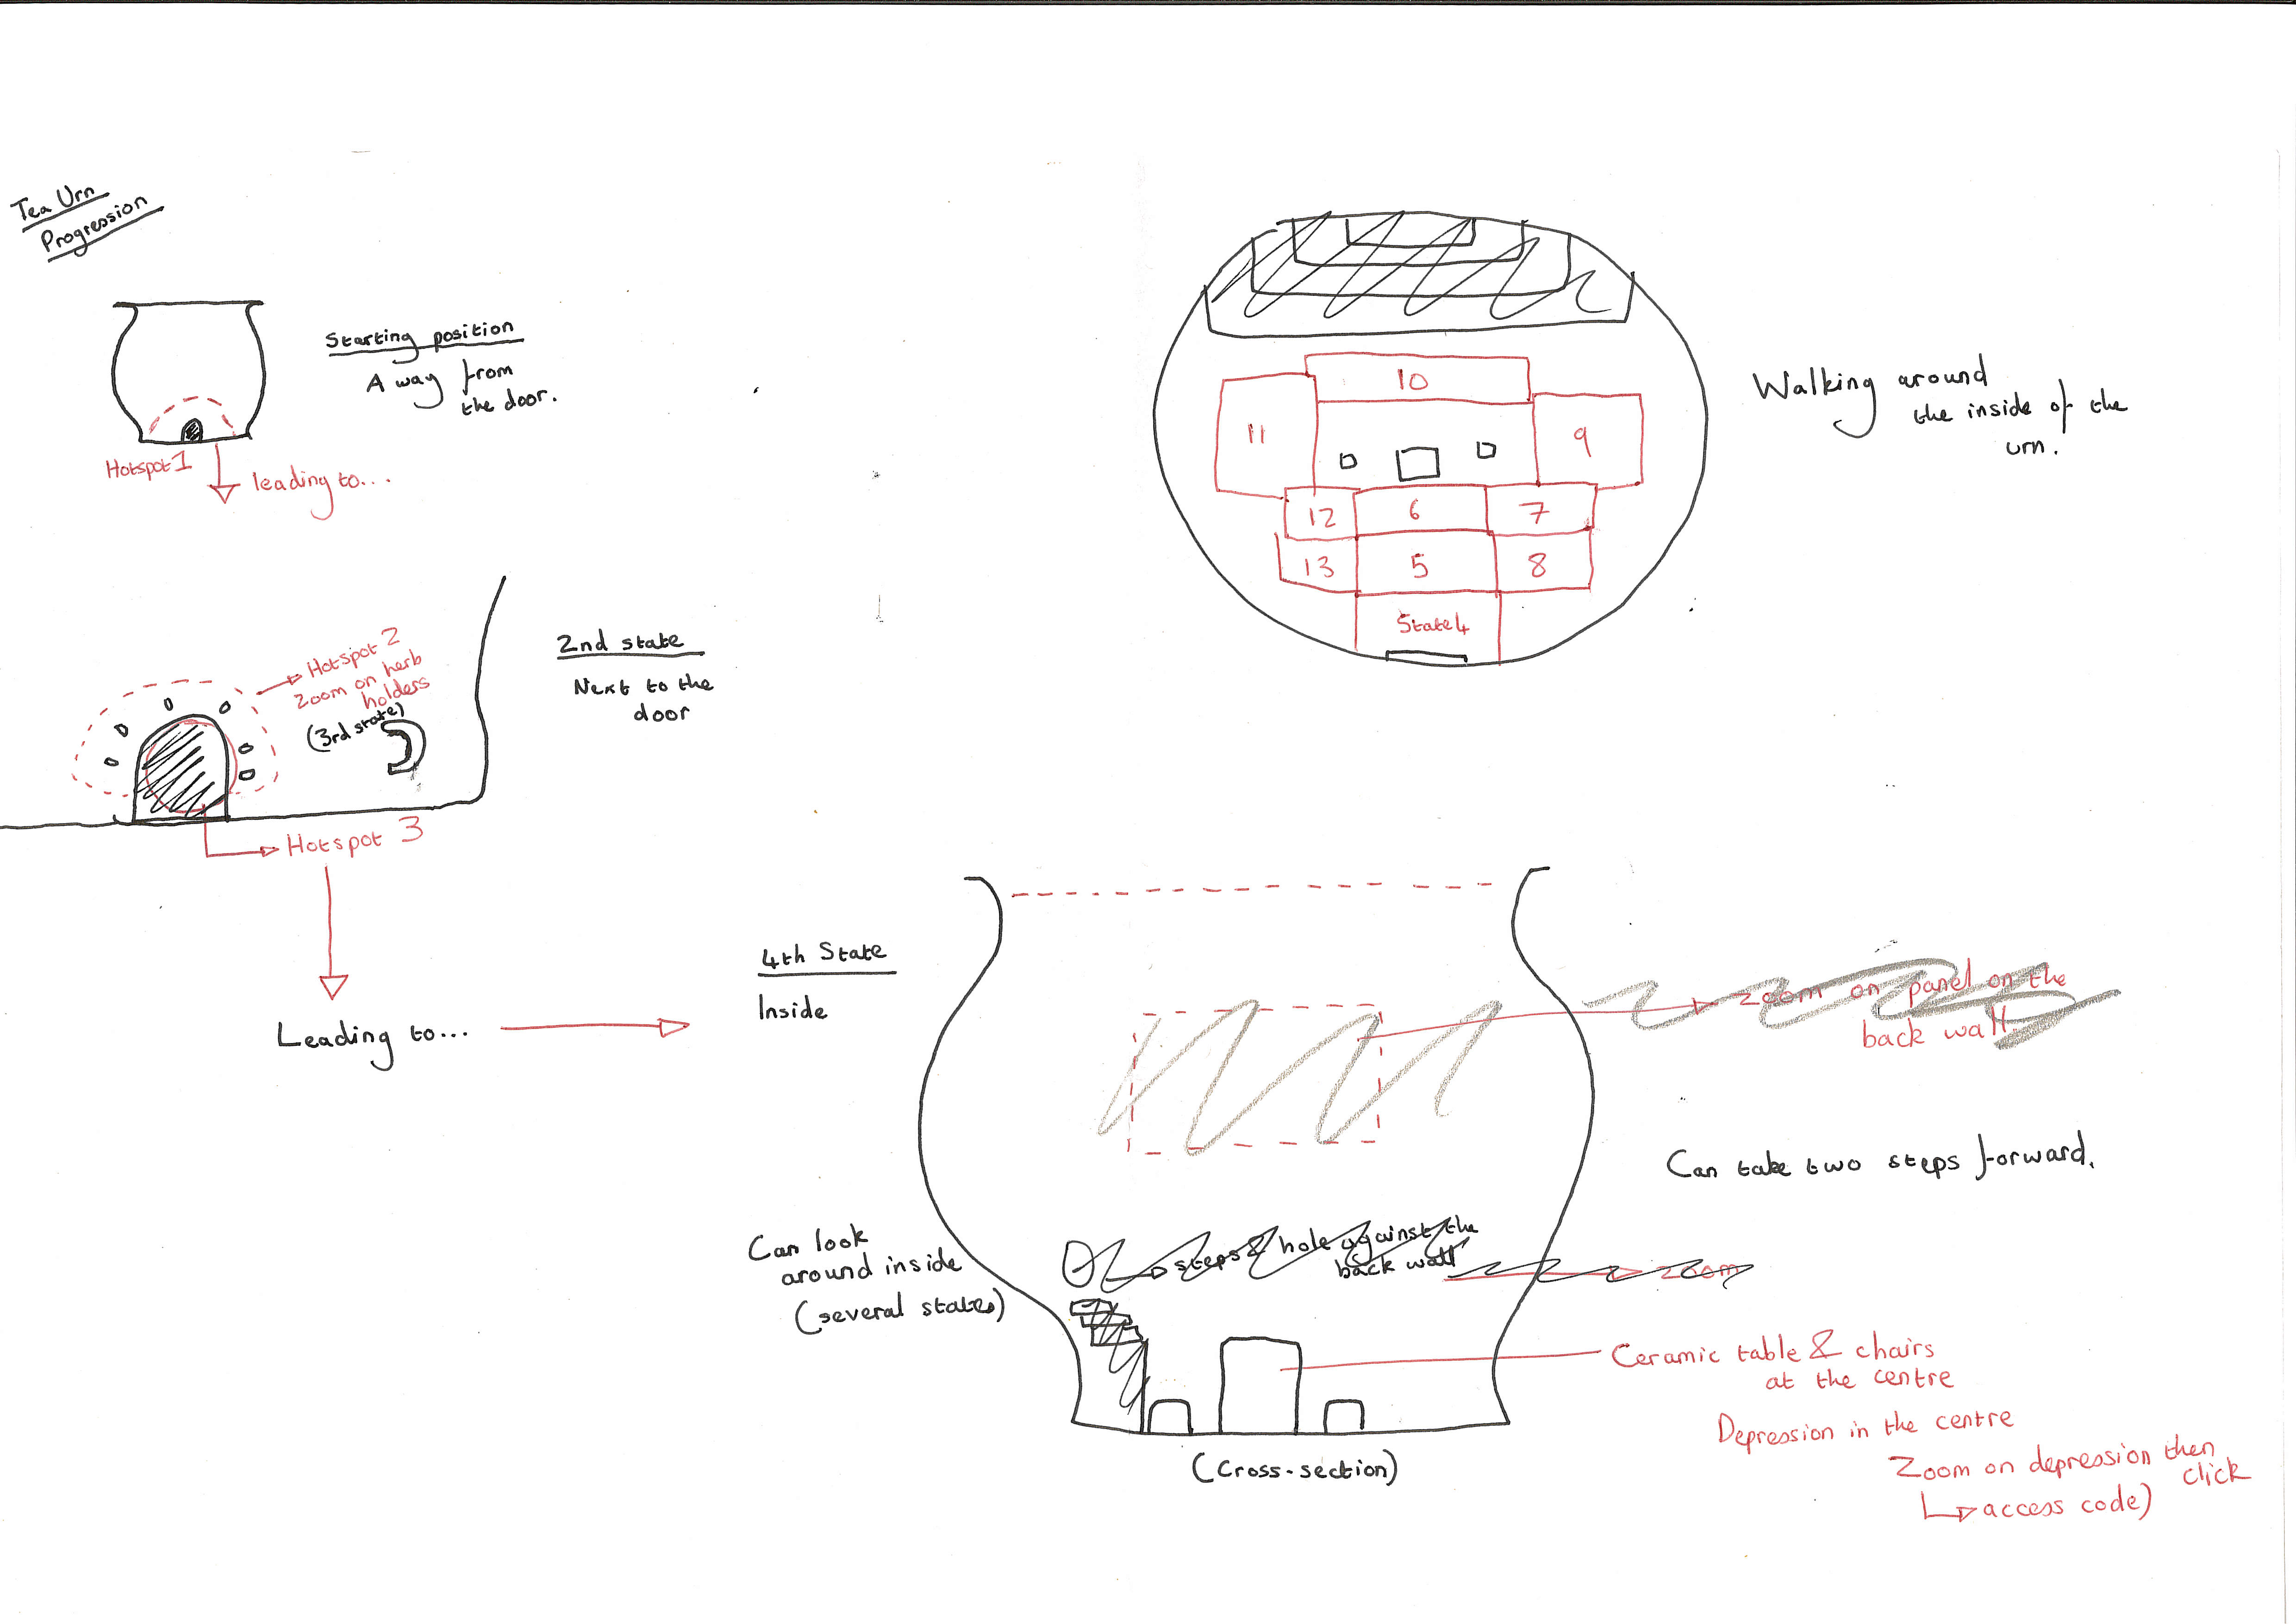 Tea Urn
Progression
Starting position
A way from
the door.
Hotspot 1
leading to...
2nd state
Next to the
door
Hotspot 2
Zoom on herb
holders
(3rd state)
Hotspot 3
Leading to...
4th State
Inside
Can look
around inside
(several states)
10
11
9
12
6
7
13
5
8
State 4
Walking around
the inside of the
urn.
Zoom on panel on the
back wall
Can take two steps forward.
steps & hole against the
back wall
zoom
Ceramic table & chairs
at the centre
Depression in the centre
Zoom on depression then
click
access code)
(Cross-section)